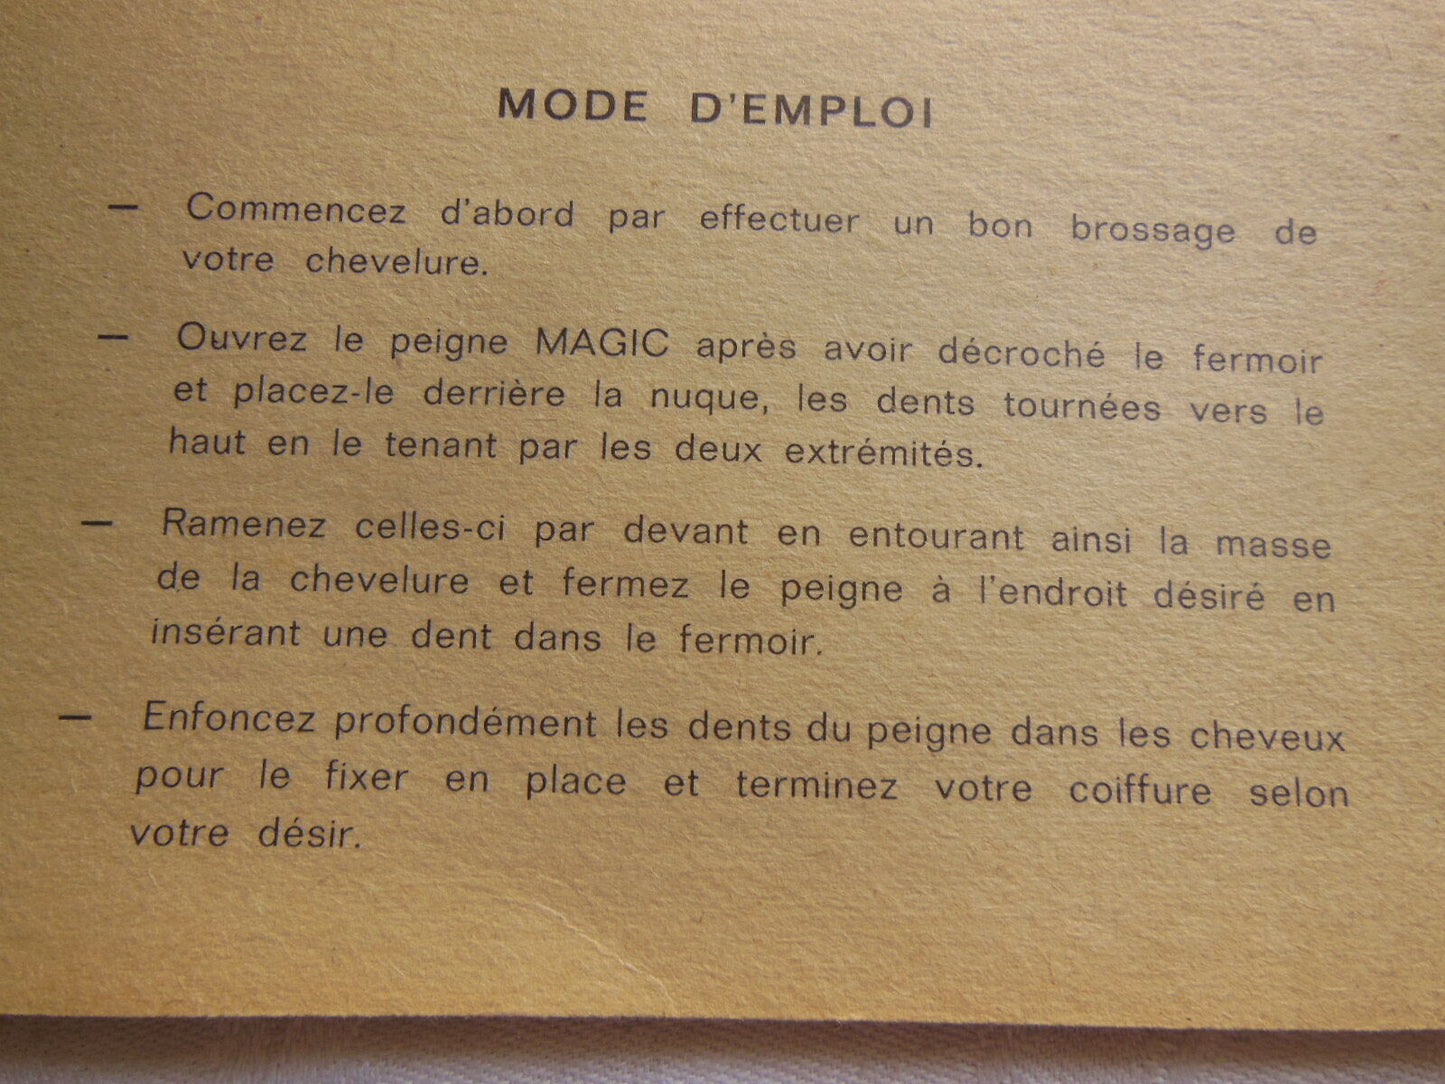 MODE D'EMPLOI
— Commencez d'abord par effectuer un bon brossage de
votre chevelure.
— Ouvrez le peigne MAGIC après avoir décroché le fermoir
et placez-le derrière la nuque, les dents tournées vers le
haut en le tenant par les deux extrémités.
— Ramenez celles-ci par devant en entourant ainsi la masse
de la chevelure et fermez le peigne à l'endroit désiré en
insérant une dent dans le fermoir.
— Enfoncez profondément les dents du peigne dans les cheveux
pour le fixer en place et terminez votre coiffure selon
votre désir.